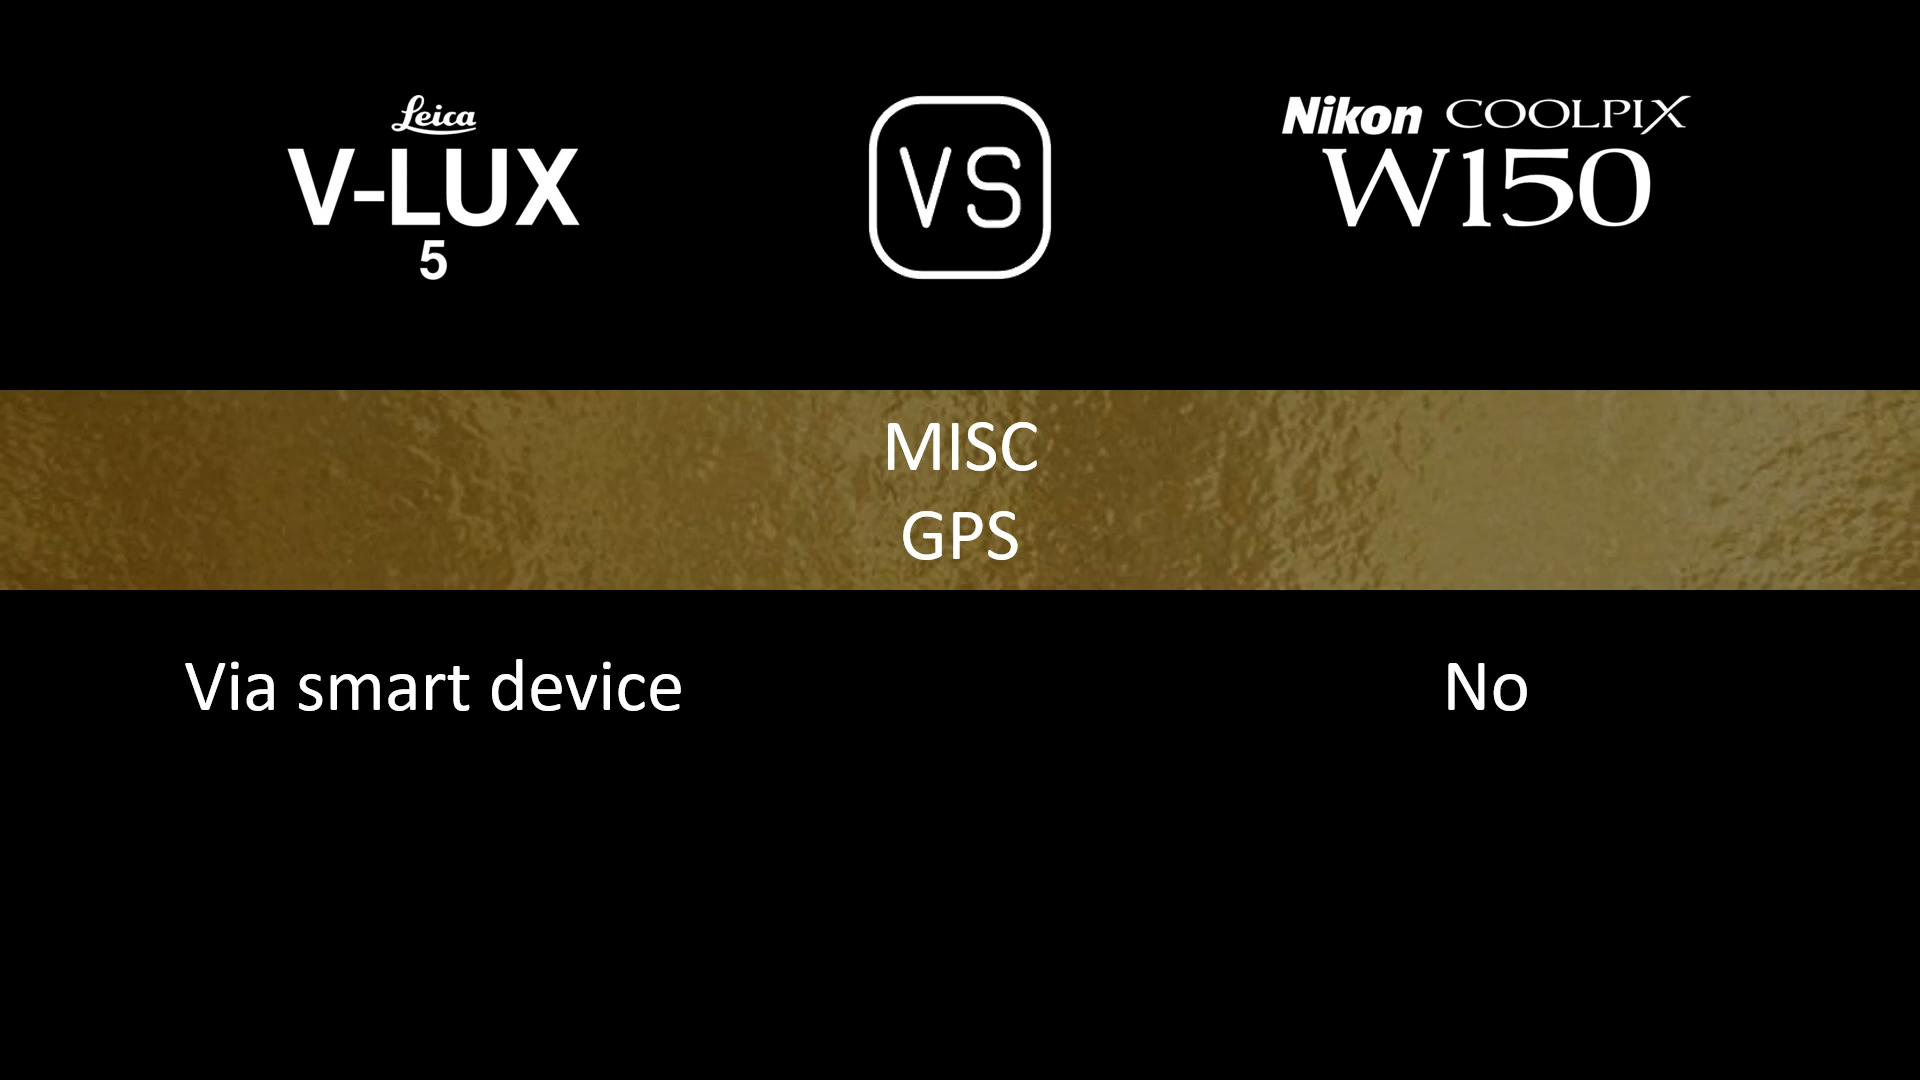 Leica
V-LUX
5
VS
Nikon COOLPIX
W150
MISC
GPS
Via smart device
No